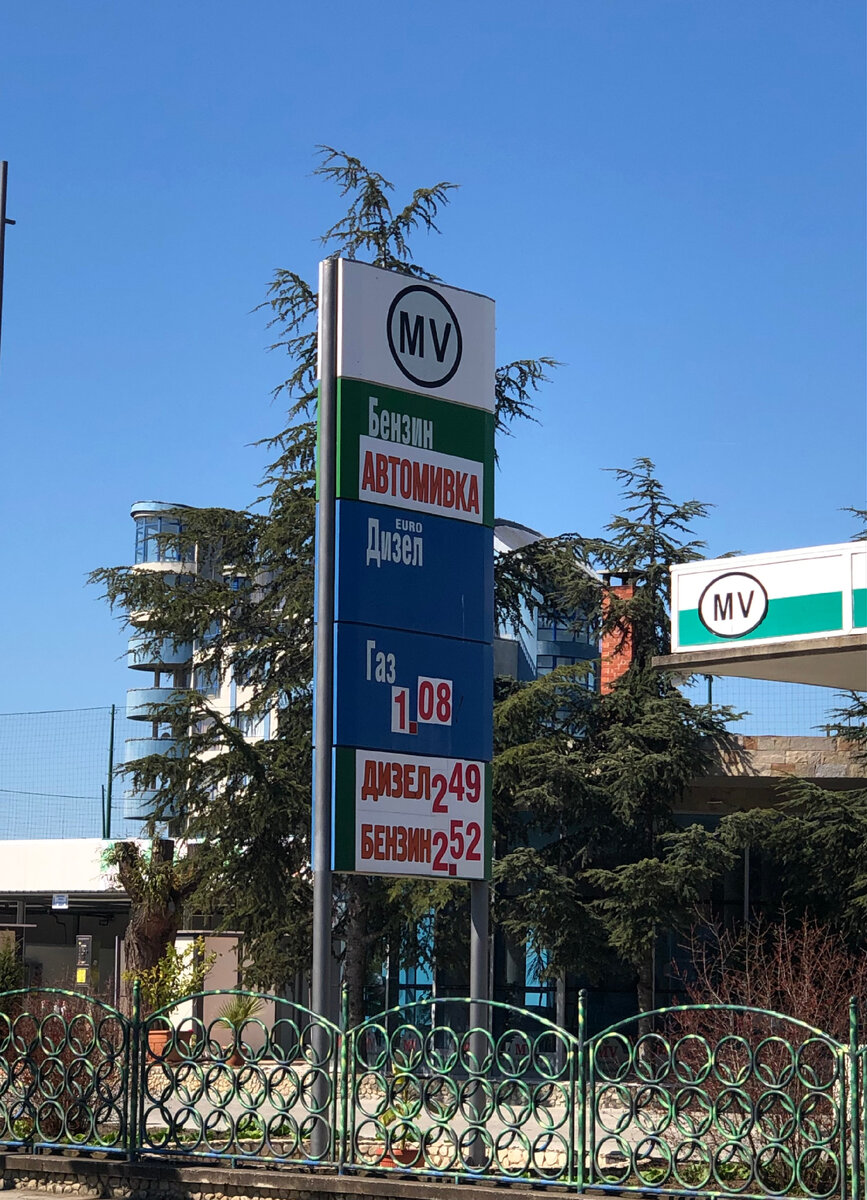 MV
Бензин
АВТОМИВКА
EURO
Дизел
Газ
1.08
ДИЗЕЛ 2.49
БЕНЗИН 2.52
MV